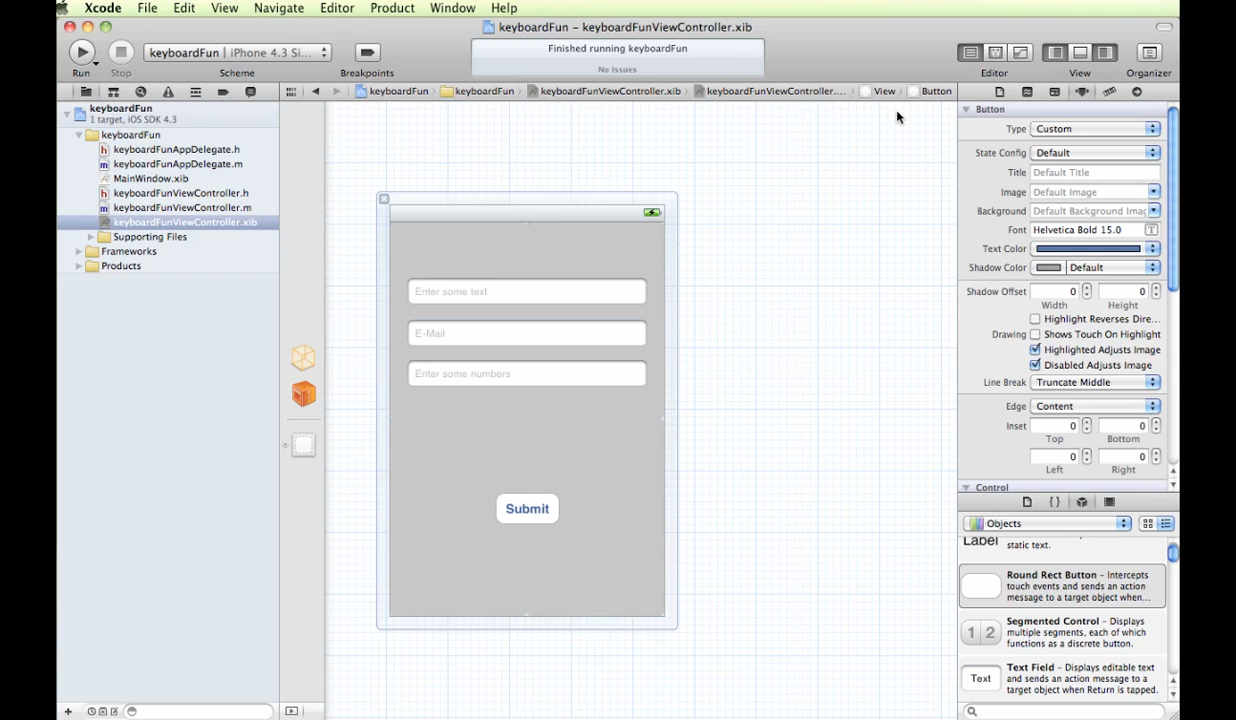 Xcode File Edit View Navigate Editor Product Window Help
keyboardFun – keyboardFunViewController.xib
keyboardFun | iPhone 4.3 Si...
Finished running keyboardFun
No Issues
Run Stop Scheme Breakpoints Editor View Organizer
keyboardFun keyboardFun keyboardFunViewController.xib keyboardFunViewController.... View Button
keyboardFun
1 target, iOS SDK 4.3
keyboardFun
keyboardFunAppDelegate.h
keyboardFunAppDelegate.m
MainWindow.xib
keyboardFunViewController.h
keyboardFunViewController.m
keyboardFunViewController.xib
Supporting Files
Frameworks
Products
Enter some text
E-Mail
Enter some numbers
Submit
Button
Type Custom
State Config Default
Title Default Title
Image Default Image
Background Default Background Imag
Font Helvetica Bold 15.0 T
Text Color
Shadow Color Default
Shadow Offset 0 0
Width Height
Highlight Reverses Dire...
Drawing Shows Touch On Highlight
Highlighted Adjusts Image
Disabled Adjusts Image
Line Break Truncate Middle
Edge Content
Inset 0 0
Top Bottom
0 0
Left Right
Control
Objects
Label
static text.
Round Rect Button – Intercepts
touch events and sends an action
message to a target object when...
1 2
Segmented Control – Displays
multiple segments, each of which
functions as a discrete button.
Text
Text Field – Displays editable text
and sends an action message to a
target object when Return is tapped.